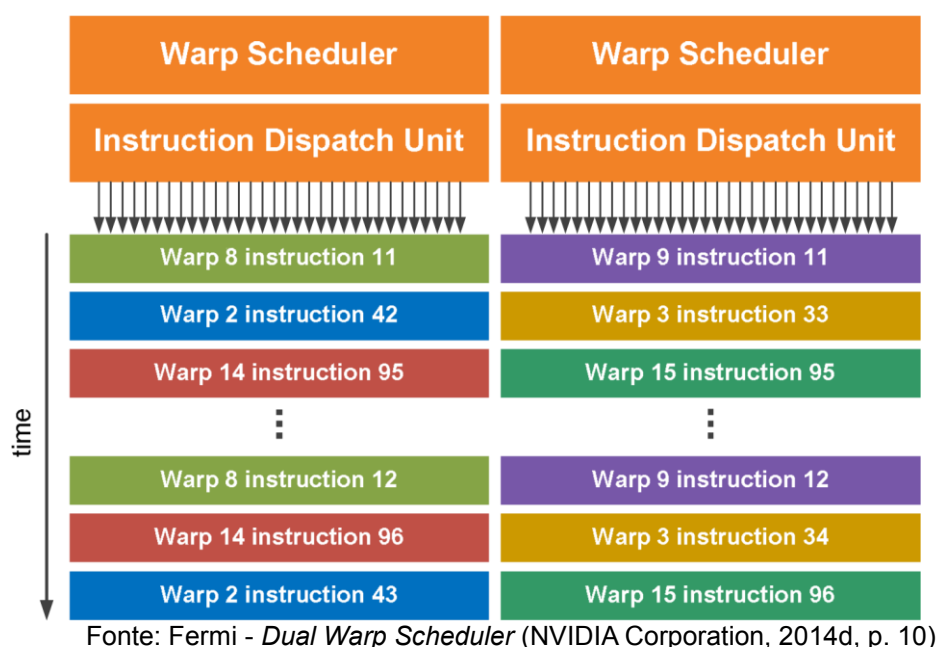 Warp Scheduler
Warp Scheduler
Instruction Dispatch Unit
Instruction Dispatch Unit
time
Warp 8 instruction 11
Warp 9 instruction 11
Warp 2 instruction 42
Warp 3 instruction 33
Warp 14 instruction 95
Warp 15 instruction 95
Warp 8 instruction 12
Warp 9 instruction 12
Warp 14 instruction 96
Warp 3 instruction 34
Warp 2 instruction 43
Warp 15 instruction 96
Fonte: Fermi - Dual Warp Scheduler (NVIDIA Corporation, 2014d, p. 10)